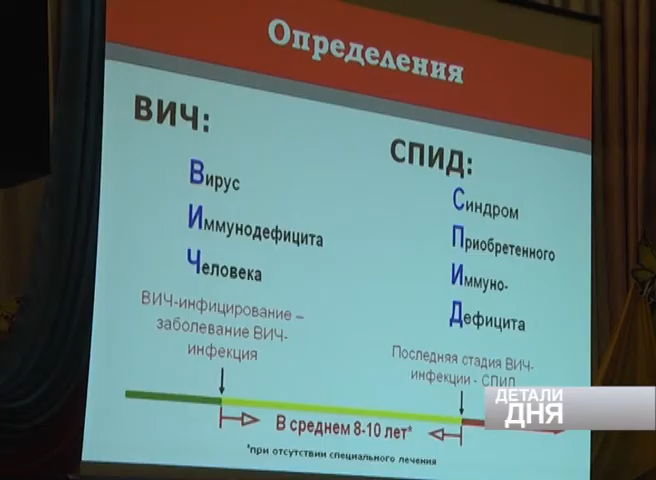 Определения
ВИЧ:
Вирус
Иммунодефицита
Человека
ВИЧ-инфицирование –
заболевание ВИЧ-
инфекция
СПИД:
Синдром
Приобретенного
Иммуно-
Дефицита
Последняя стадия ВИЧ-
инфекции - СПИД
В среднем 8-10 лет*
*при отсутствии специального лечения
ДЕТАЛИ
ДНЯ